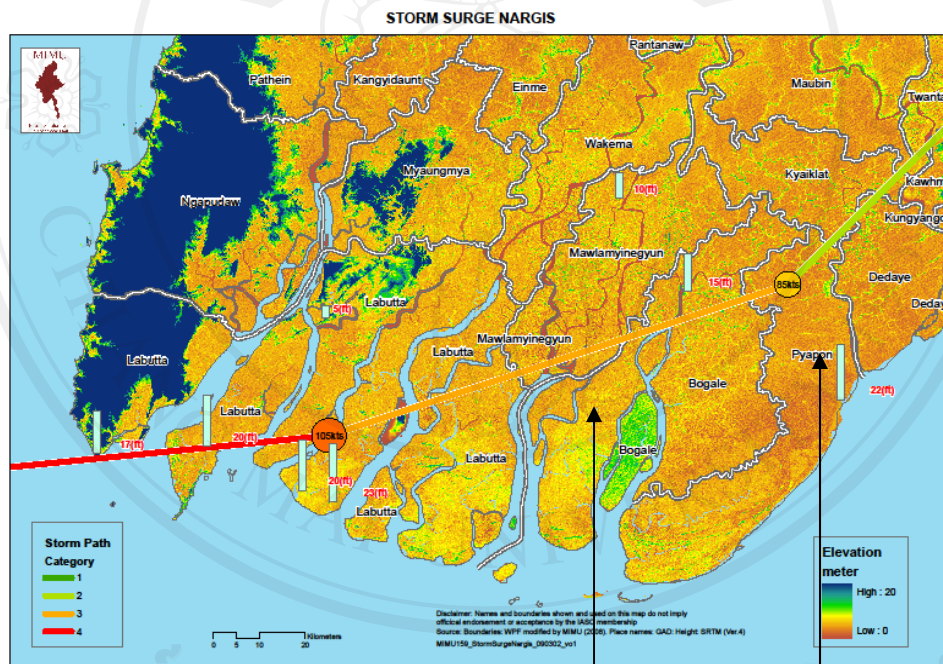 STORM SURGE NARGIS
MIMU
Pantanaw
Pathein
Kangyidaunt
Einme
Maubin
Twanta
Wakema
Myaungmya
Kyaiklat
Kawhm
10(ft)
Ngapudaw
Kungyango
Mawlamyinegyun
Dedaye
15(ft)
85kts
Labutta
5(ft)
Deday
Mawlamyinegyun
Labutta
Pyapon
Labutta
Bogale
22(ft)
Labutta
20(ft)
105kts
17(ft)
Bogale
Labutta
20(ft)
23(ft)
Labutta
Storm Path
Category
1
2
3
4
Elevation
meter
High : 20
Low : 0
0 5 10 20 Kilometers
Disclaimer: Names and boundaries shown and used on this map do not imply
official endorsement or acceptance by the IASC membership
Source: Boundaries: WPF modified by MIMU (2008). Place names: GAD: Height: SRTM (Ver.4)
MIMU159_StormSurgeNargis_090302_vo1